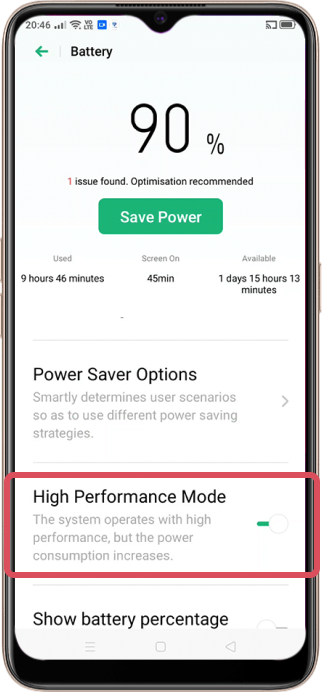 20:46 VO LTE
Battery
90 %
1 issue found. Optimisation recommended
Save Power
Used Screen On Available
9 hours 46 minutes 45min 1 days 15 hours 13
minutes
-
Power Saver Options
Smartly determines user scenarios
so as to use different power saving
strategies.
High Performance Mode
The system operates with high
performance, but the power
consumption increases.
Show battery percentage